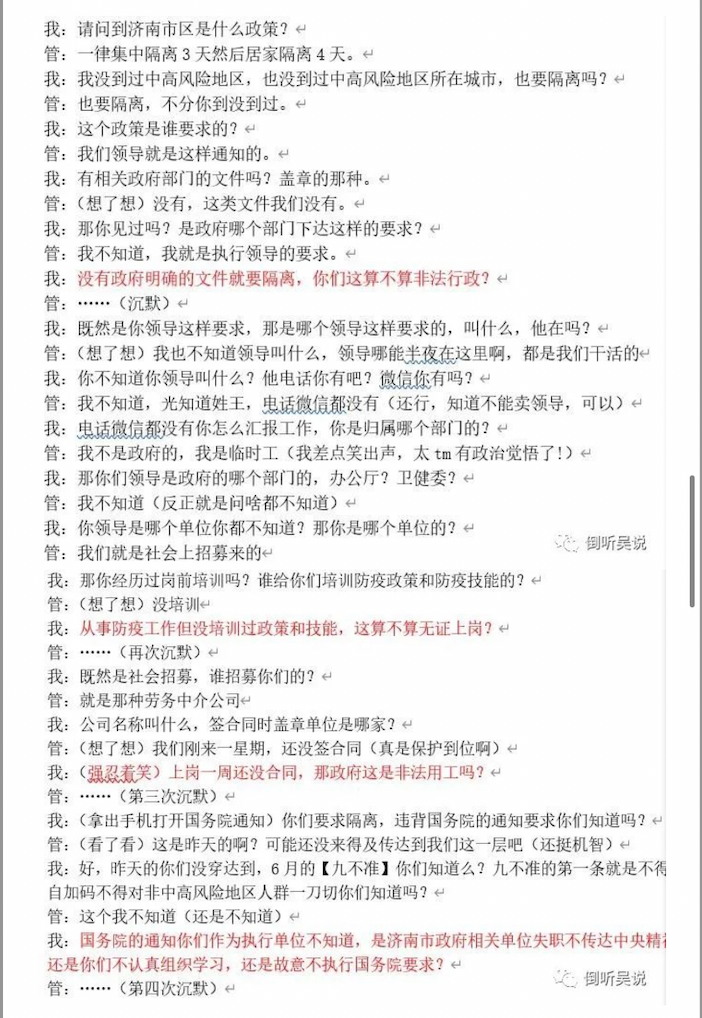 我：请问到济南市区是什么政策？
管：一律集中隔离3天然后居家隔离4天。
我：我没到过中高风险地区，也没到过中高风险地区所在城市，也要隔离吗？
管：也要隔离，不分你到没到过。
我：这个政策是谁要求的？
管：我们领导就是这样通知的。
我：有相关政府部门的文件吗？盖章的那种。
管：（想了想）没有，这类文件我们没有。
我：那你见过吗？是政府哪个部门下达这样的要求？
管：我不知道，我就是执行领导的要求。
我：没有政府明确的文件就要隔离，你们这算不算非法行政？
管：……（沉默）
我：既然是你领导这样要求，那是哪个领导这样要求的，叫什么，他在吗？
管：（想了想）我也不知道领导叫什么，领导哪能半夜在这里啊，都是我们干活的
我：你不知道你领导叫什么？他电话你有吧？微信你有吗？
管：我不知道，光知道姓王，电话微信都没有（还行，知道不能卖领导，可以）
我：电话微信都没有你怎么汇报工作，你是归属哪个部门的？
管：我不是政府的，我是临时工（我差点笑出声，太tm有政治觉悟了!）
我：那你们领导是政府的哪个部门的，办公厅？卫健委？
管：我不知道（反正就是问啥都不知道）
我：你领导是哪个单位你都不知道？那你是哪个单位的？
管：我们就是社会上招募来的
倒听吴说
我：那你经历过岗前培训吗？谁给你们培训防疫政策和防疫技能的？
管：（想了想）没培训
我：从事防疫工作但没培训过政策和技能，这算不算无证上岗？
管：……（再次沉默）
我：既然是社会招募，谁招募你们的？
管：就是那种劳务中介公司
我：公司名称叫什么，签合同时盖章单位是哪家？
管：（想了想）我们刚来一星期，还没签合同（真是保护到位啊）
我：（强忍着笑）上岗一周还没合同，那政府这是非法用工吗？
管：……（第三次沉默）
我：（拿出手机打开国务院通知）你们要求隔离，违背国务院的通知要求你们知道吗？
管：（看了看）这是昨天的啊？可能还没来得及传达到我们这一层吧（还挺机智）
我：好，昨天的你们没穿达到，6月的【九不准】你们知道么？九不准的第一条就是不得
自加码不得对非中高风险地区人群一刀切你们知道吗？
管：这个我不知道（还是不知道）
我：国务院的通知你们作为执行单位不知道，是济南市政府相关单位失职不传达中央精
还是你们不认真组织学习，还是故意不执行国务院要求？
管：……（第四次沉默）
倒听吴说